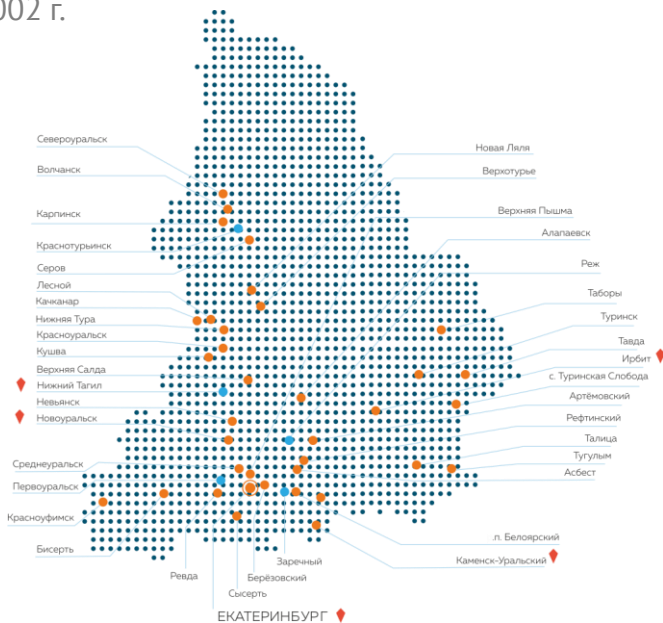 002 г.
Североуральск
Волчанск
Карпинск
Краснотурьинск
Серов
Лесной
Качканар
Нижняя Тура
Красноуральск
Кушва
Верхняя Салда
Нижний Тагил
Невьянск
Новоуральск
Среднеуральск
Первоуральск
Красноуфимск
Бисерть
Ревда
Сысерть
Берёзовский
Заречный
ЕКАТЕРИНБУРГ
Новая Ляля
Верхотурье
Верхняя Пышма
Алапаевск
Реж
Таборы
Туринск
Тавда
Ирбит
с. Туринская Слобода
Артёмовский
Рефтинский
Талица
Тугулым
Асбест
.п. Белоярский
Каменск-Уральский